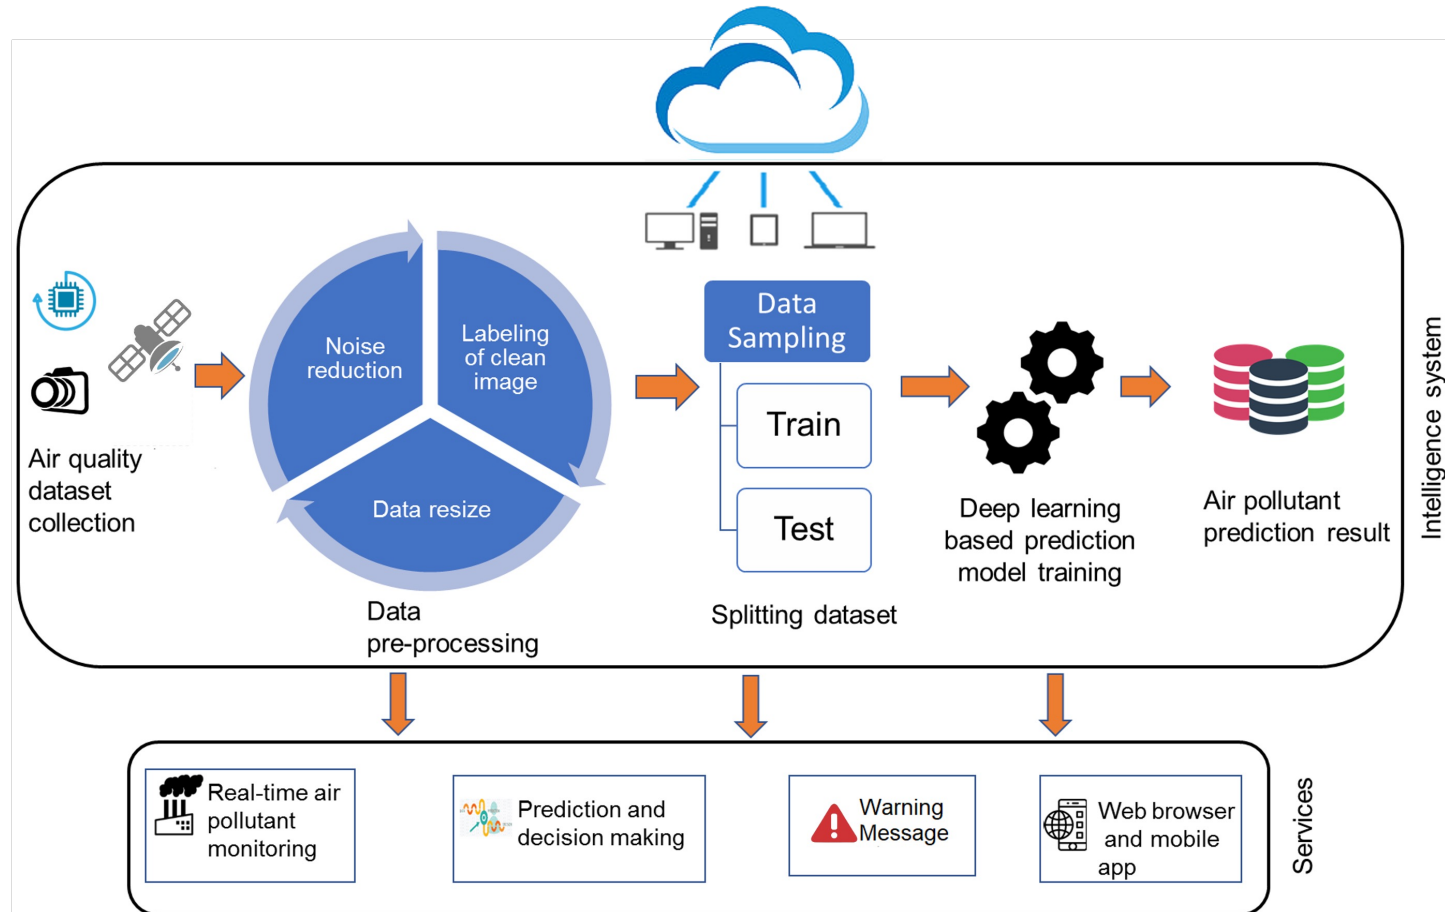 Noise
reduction
Labeling
of clean
image
Data resize
Data
Sampling
Train
Test
Air quality
dataset
collection
Data
pre-processing
Splitting dataset
Deep learning
based prediction
model training
Air pollutant
prediction result
Intelligence system
Real-time air
pollutant
monitoring
Prediction and
decision making
Warning
Message
Web browser
and mobile
app
Services